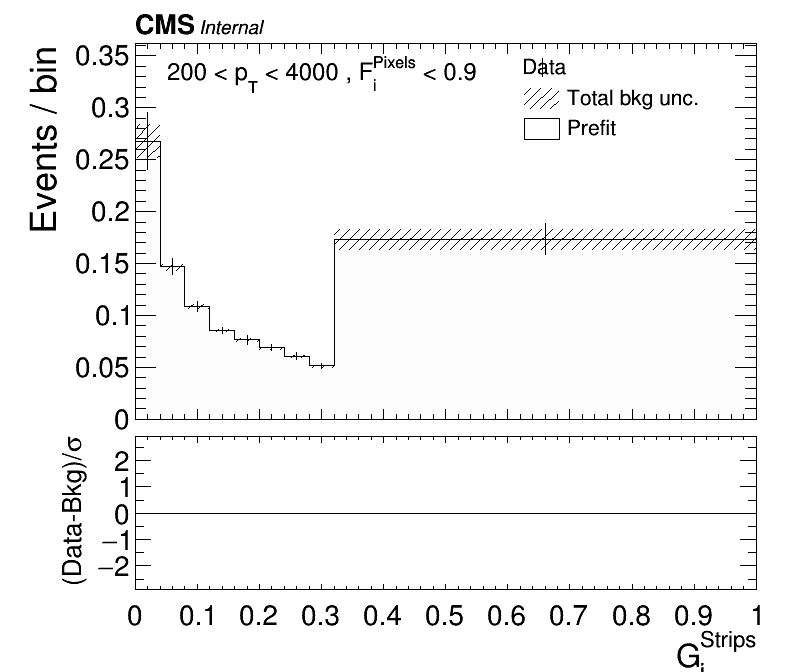 CMS Internal
Events / bin
200 < p_T < 4000 , F_i^Pixels < 0.9
Data
Total bkg unc.
Prefit
0.35
0.3
0.25
0.2
0.15
0.1
0.05
0
(Data-Bkg)/σ
2
1
0
−1
−2
0 0.1 0.2 0.3 0.4 0.5 0.6 0.7 0.8 0.9 1
G_i^Strips